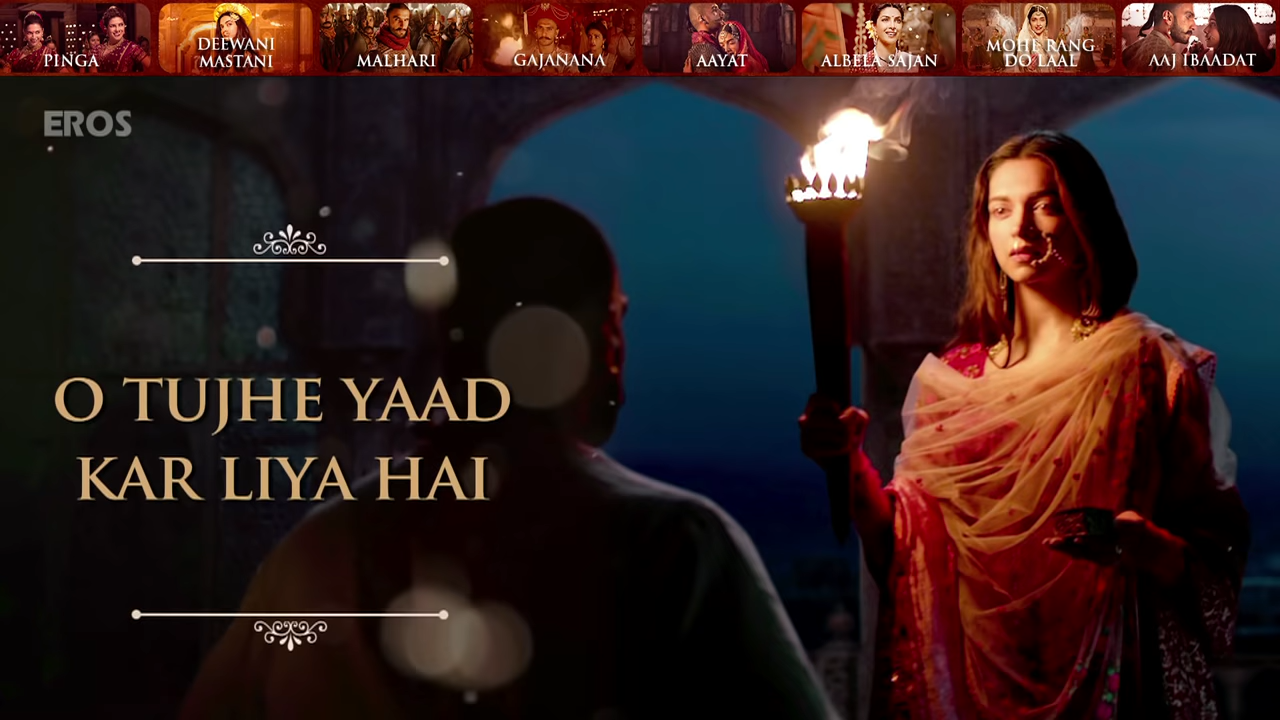 PINGA
DEEWANI
MASTANI
MALHARI
GAJANANA
AAYAT
ALBELA SAJAN
MOHE RANG
DO LAAL
AAJ IBAADAT
EROS
O TUJHE YAAD
KAR LIYA HAI